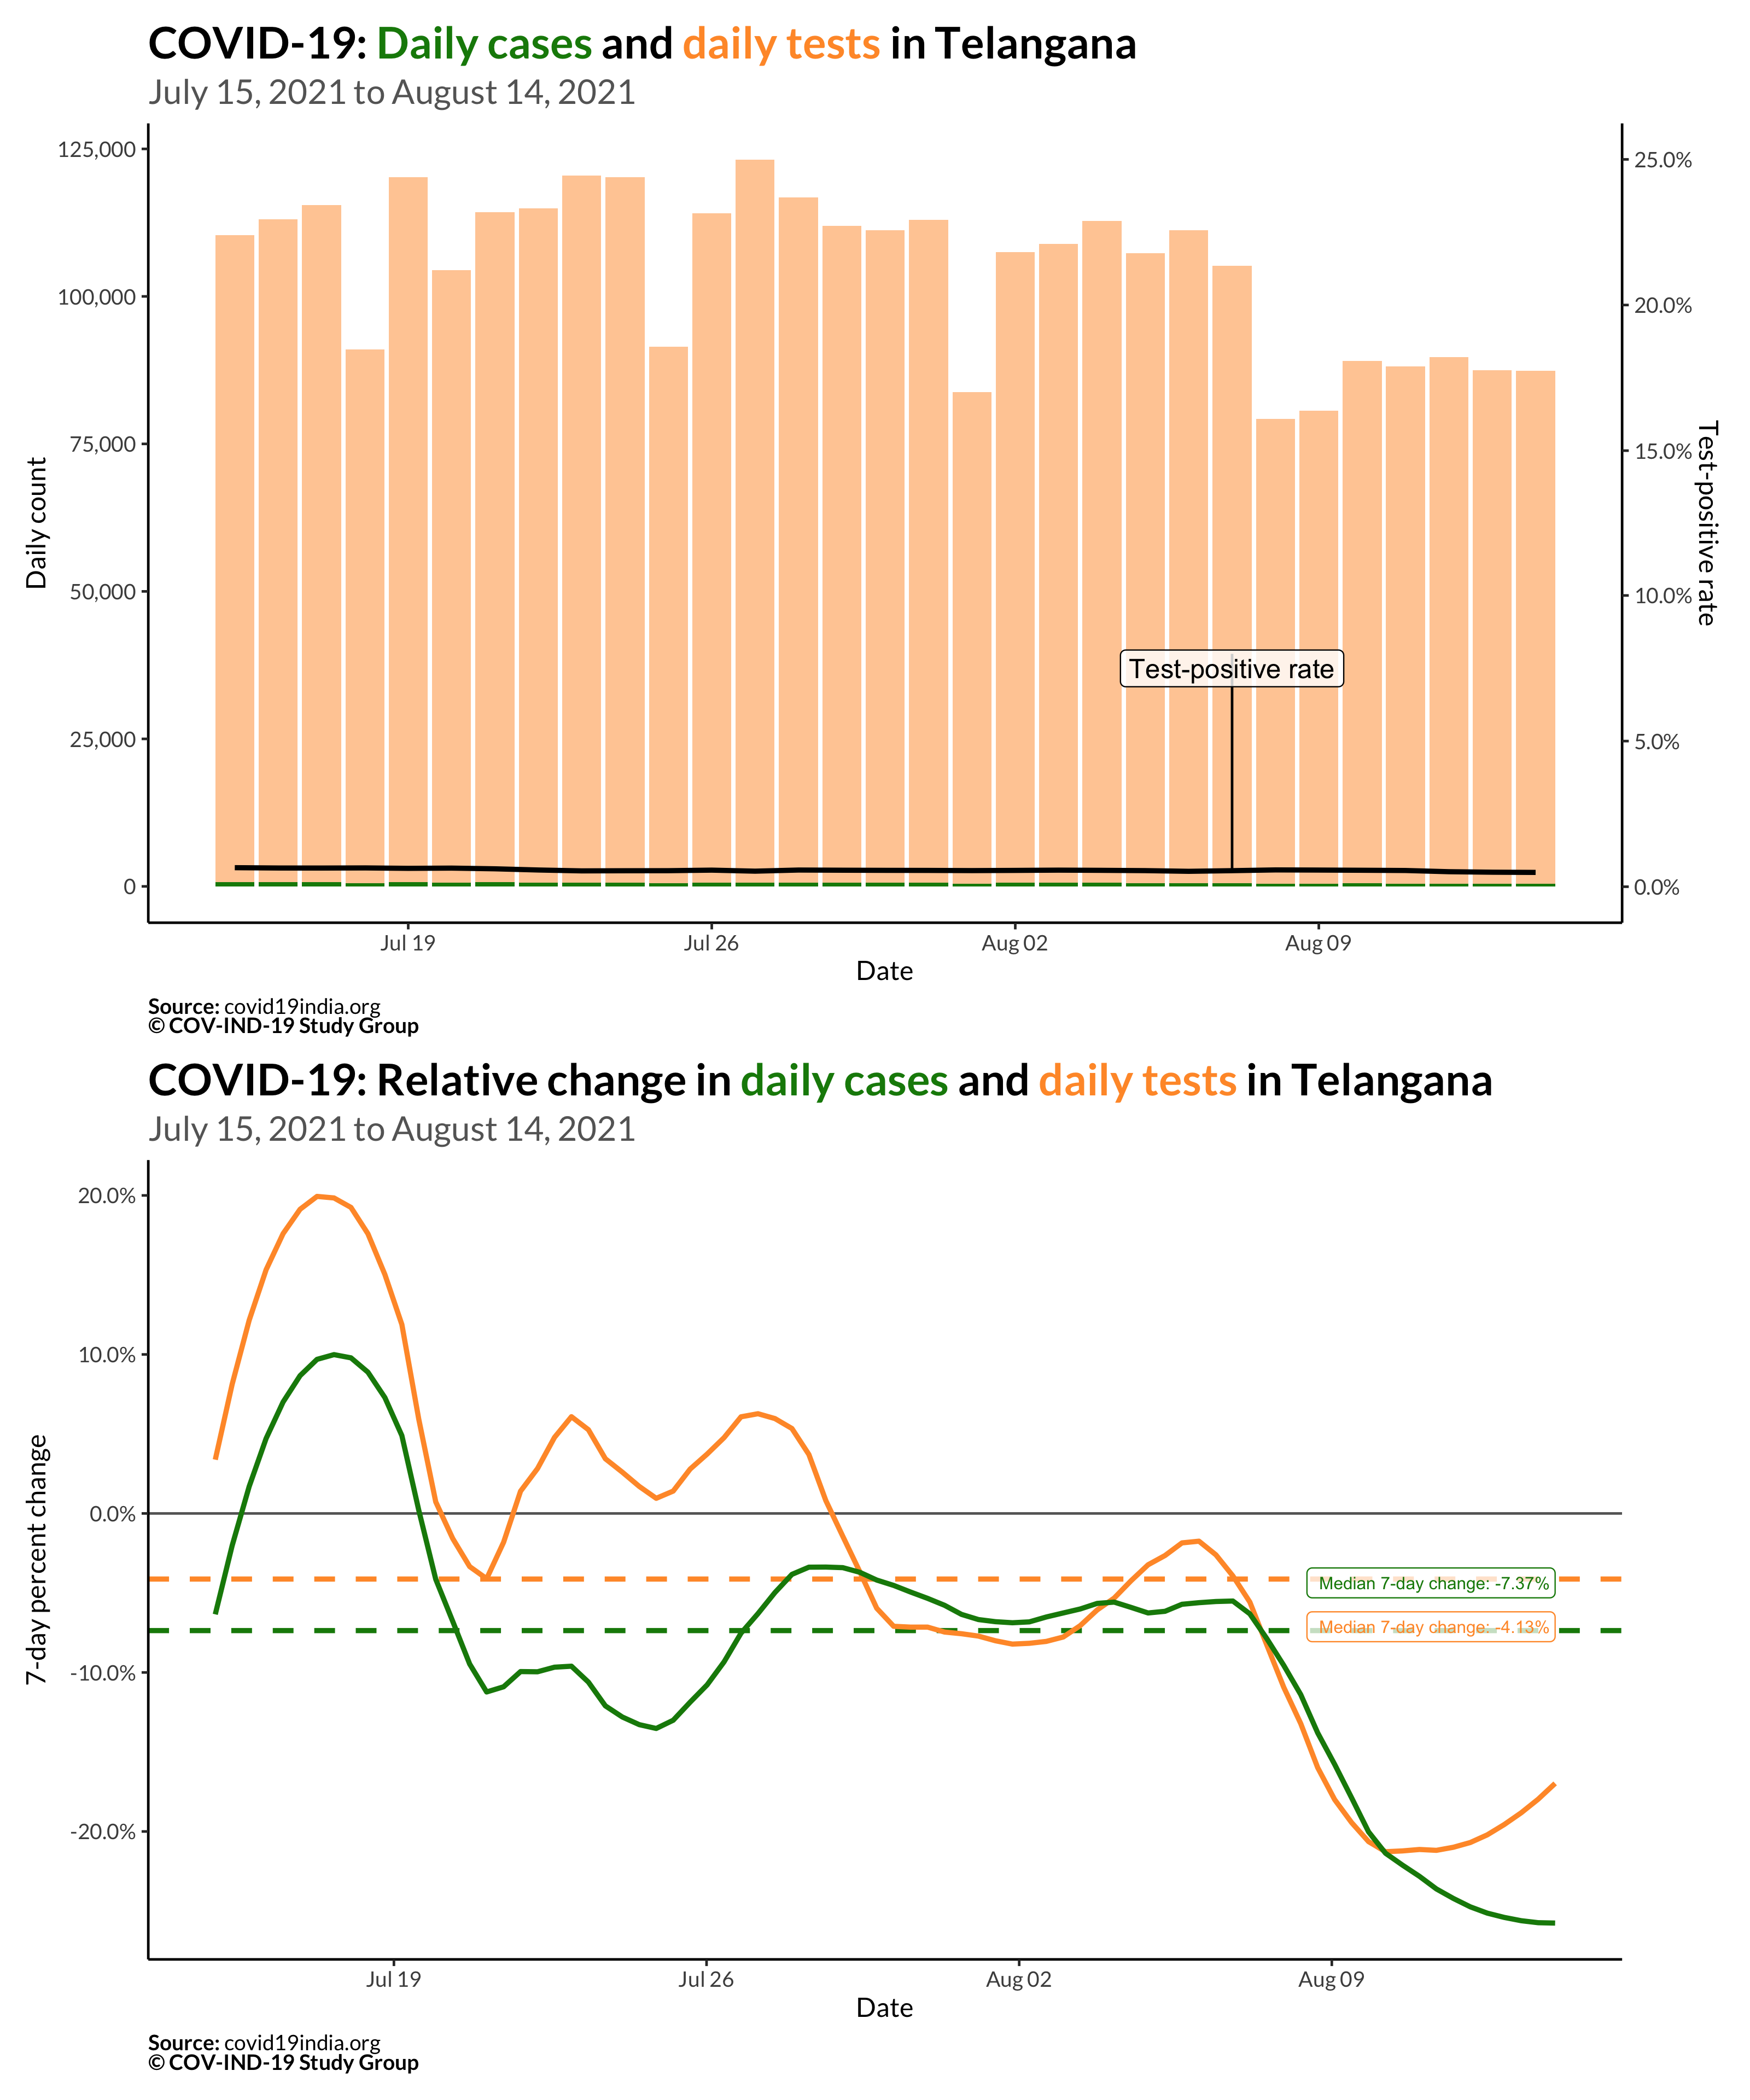 COVID-19: Daily cases and daily tests in Telangana
July 15, 2021 to August 14, 2021
125,000
100,000
75,000
50,000
25,000
0
Daily count
25.0%
20.0%
15.0%
10.0%
5.0%
0.0%
Test-positive rate
Test-positive rate
Jul 19
Jul 26
Aug 02
Aug 09
Date
Source: covid19india.org
© COV-IND-19 Study Group
COVID-19: Relative change in daily cases and daily tests in Telangana
July 15, 2021 to August 14, 2021
20.0%
10.0%
0.0%
-10.0%
-20.0%
7-day percent change
Median 7-day change: -7.37%
Median 7-day change: -4.13%
Jul 19
Jul 26
Aug 02
Aug 09
Date
Source: covid19india.org
© COV-IND-19 Study Group